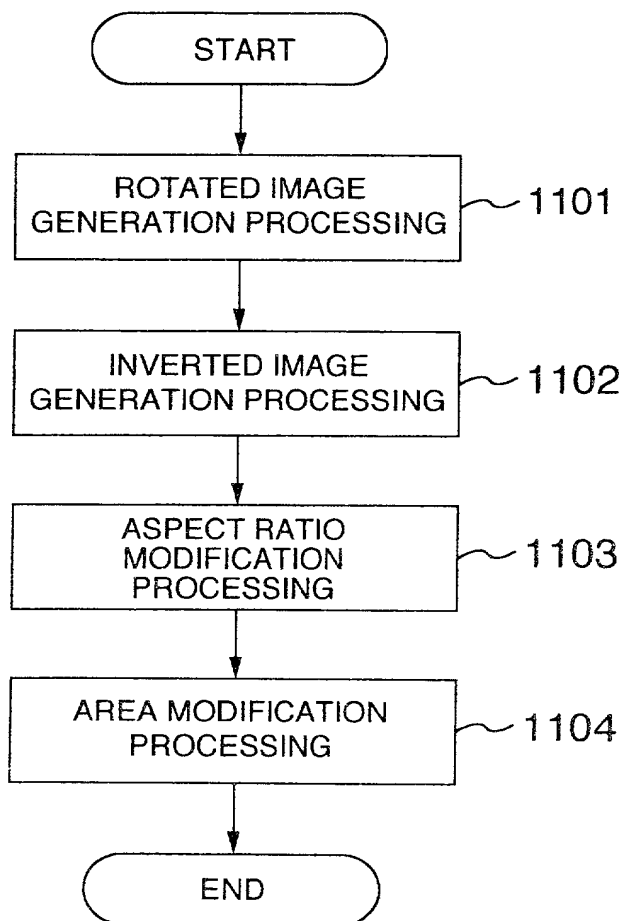 START
ROTATED IMAGE
GENERATION PROCESSING
1101
INVERTED IMAGE
GENERATION PROCESSING
1102
ASPECT RATIO
MODIFICATION
PROCESSING
1103
AREA MODIFICATION
PROCESSING
1104
END